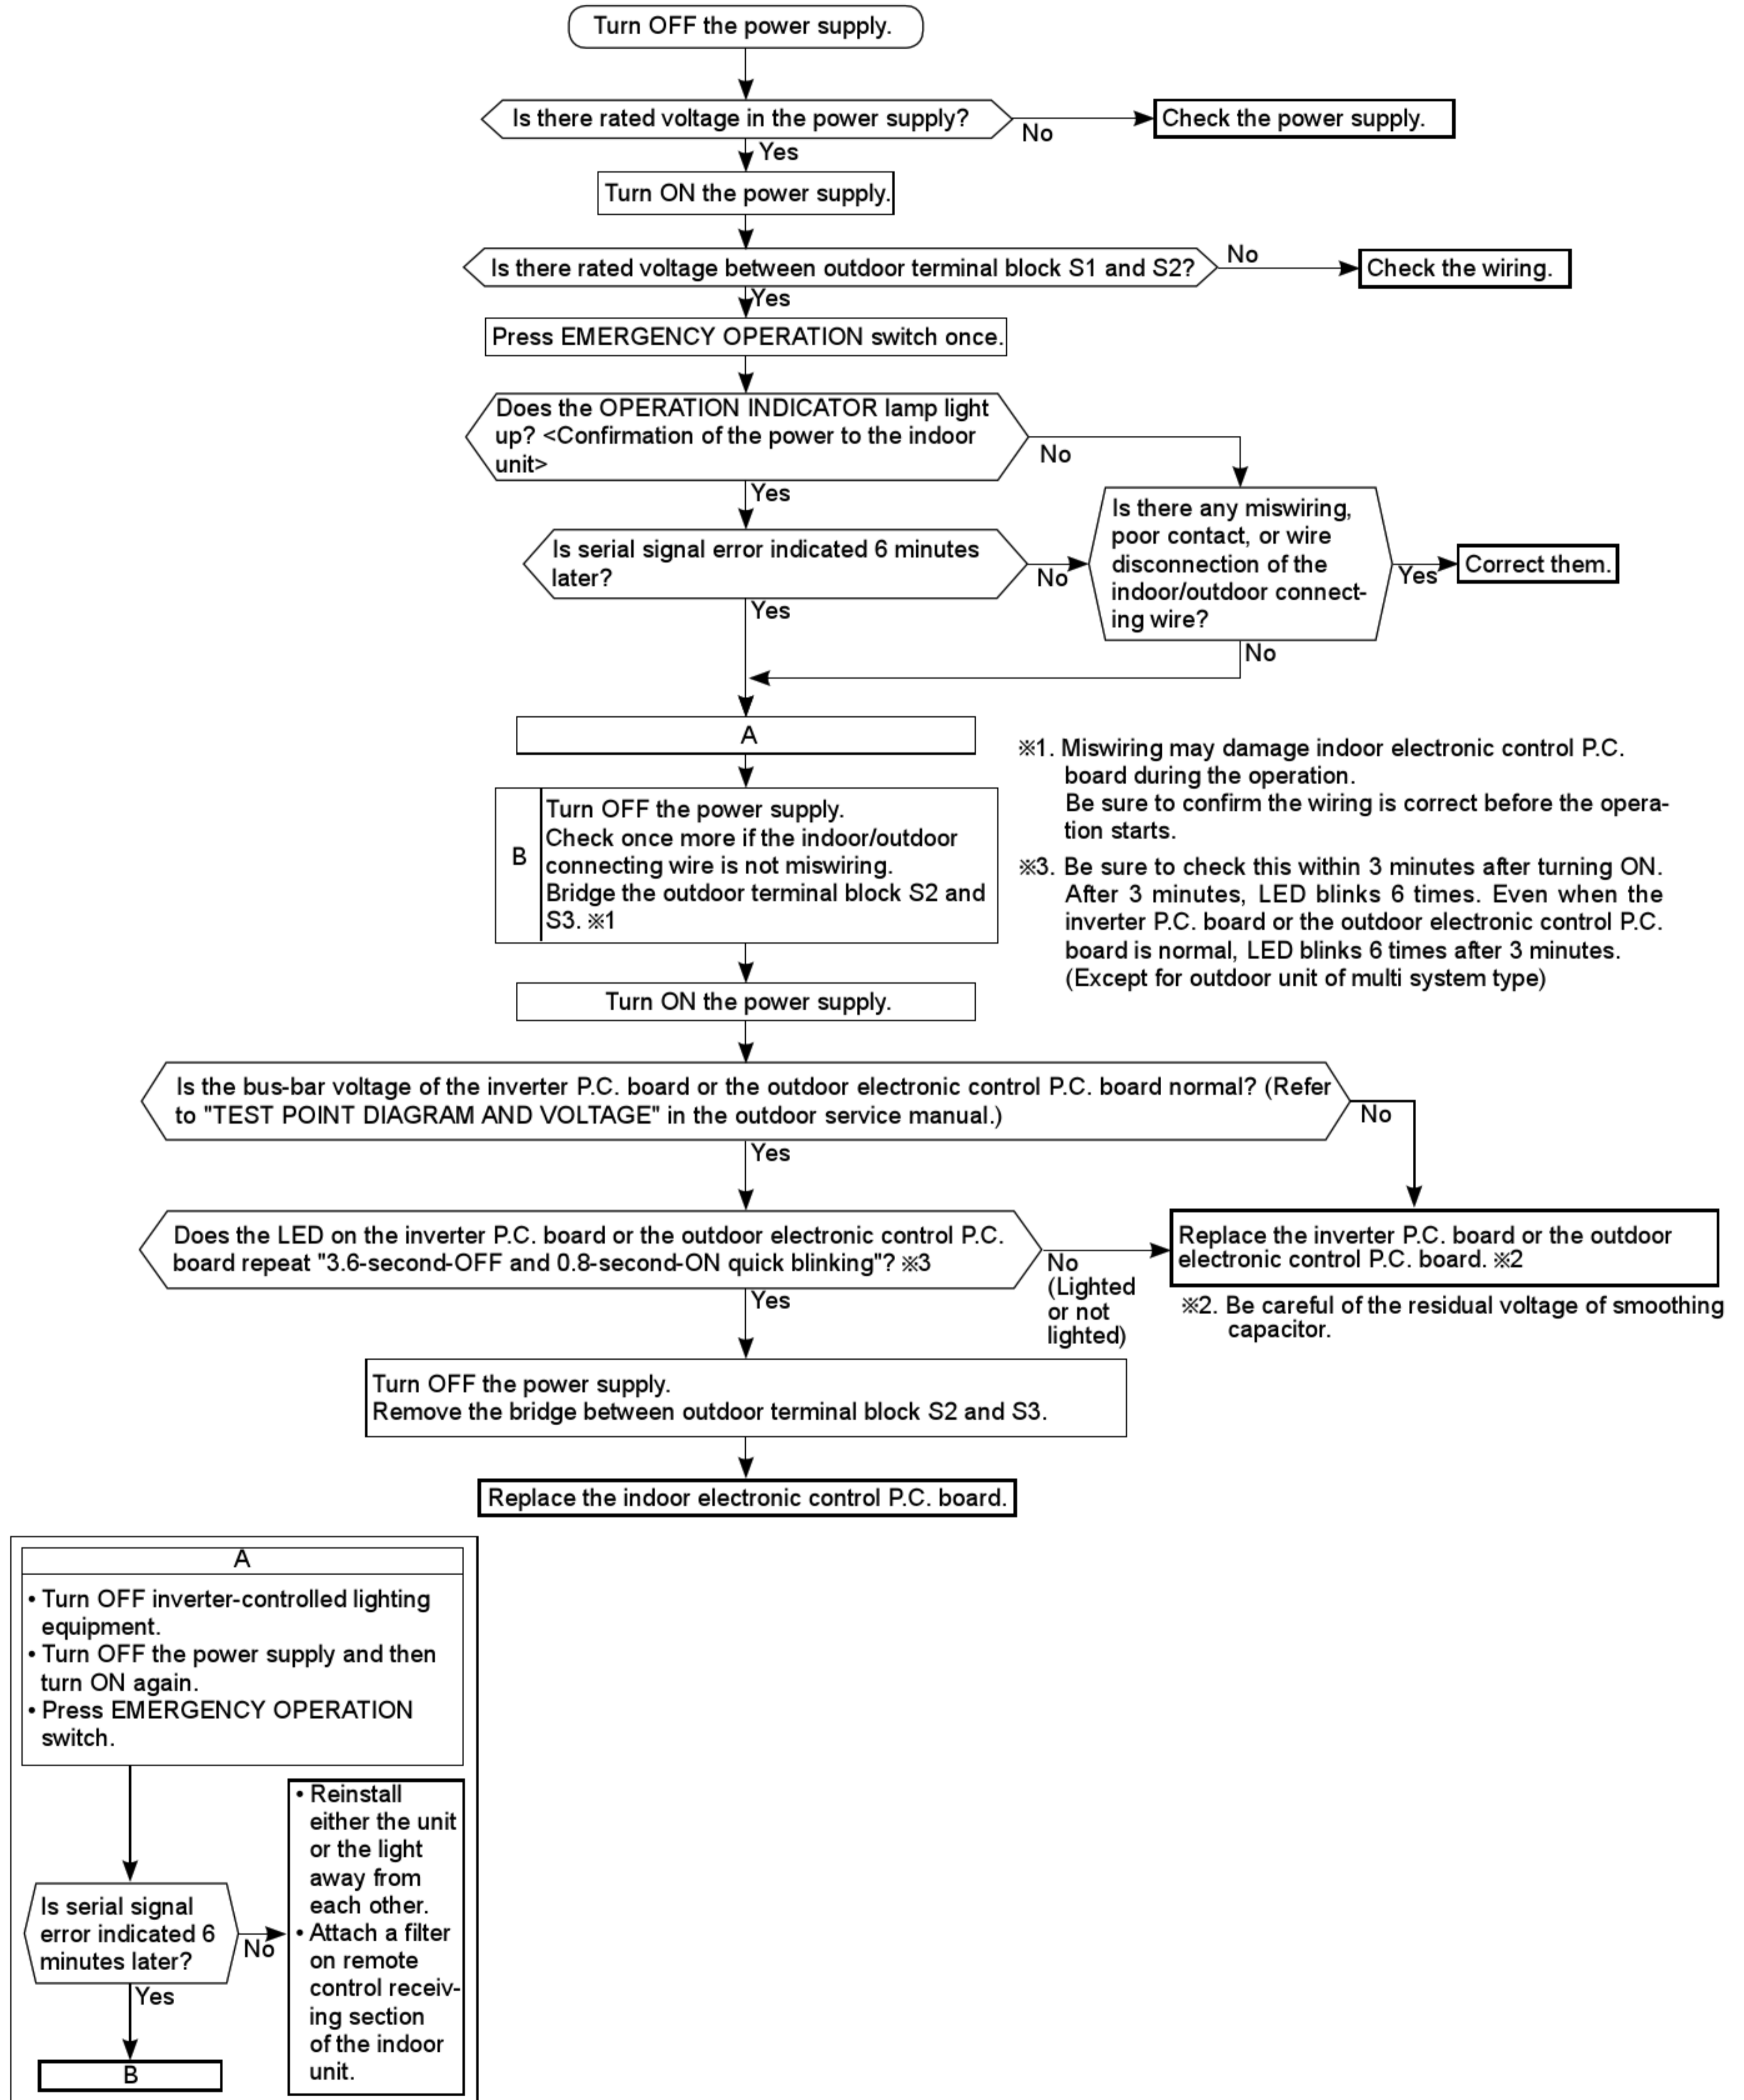 Turn OFF the power supply.
Is there rated voltage in the power supply?
No
Check the power supply.
Yes
Turn ON the power supply.
Is there rated voltage between outdoor terminal block S1 and S2?
No
Check the wiring.
Yes
Press EMERGENCY OPERATION switch once.
Does the OPERATION INDICATOR lamp light
up? <Confirmation of the power to the indoor
unit>
No
Yes
Is there any miswiring,
poor contact, or wire
disconnection of the
indoor/outdoor connect-
ing wire?
Yes
Correct them.
Is serial signal error indicated 6 minutes
later?
No
Yes
No
A
B
Turn OFF the power supply.
Check once more if the indoor/outdoor
connecting wire is not miswiring.
Bridge the outdoor terminal block S2 and
S3. ※1
※1. Miswiring may damage indoor electronic control P.C.
board during the operation.
Be sure to confirm the wiring is correct before the opera-
tion starts.
※3. Be sure to check this within 3 minutes after turning ON.
After 3 minutes, LED blinks 6 times. Even when the
inverter P.C. board or the outdoor electronic control P.C.
board is normal, LED blinks 6 times after 3 minutes.
(Except for outdoor unit of multi system type)
Turn ON the power supply.
Is the bus-bar voltage of the inverter P.C. board or the outdoor electronic control P.C. board normal? (Refer
to "TEST POINT DIAGRAM AND VOLTAGE" in the outdoor service manual.)
No
Yes
Does the LED on the inverter P.C. board or the outdoor electronic control P.C.
board repeat "3.6-second-OFF and 0.8-second-ON quick blinking"? ※3
No
(Lighted
or not
lighted)
Replace the inverter P.C. board or the outdoor
electronic control P.C. board. ※2
※2. Be careful of the residual voltage of smoothing
capacitor.
Yes
Turn OFF the power supply.
Remove the bridge between outdoor terminal block S2 and S3.
Replace the indoor electronic control P.C. board.
A
• Turn OFF inverter-controlled lighting
equipment.
• Turn OFF the power supply and then
turn ON again.
• Press EMERGENCY OPERATION
switch.
Is serial signal
error indicated 6
minutes later?
No
• Reinstall
either the unit
or the light
away from
each other.
• Attach a filter
on remote
control receiv-
ing section
of the indoor
unit.
Yes
B